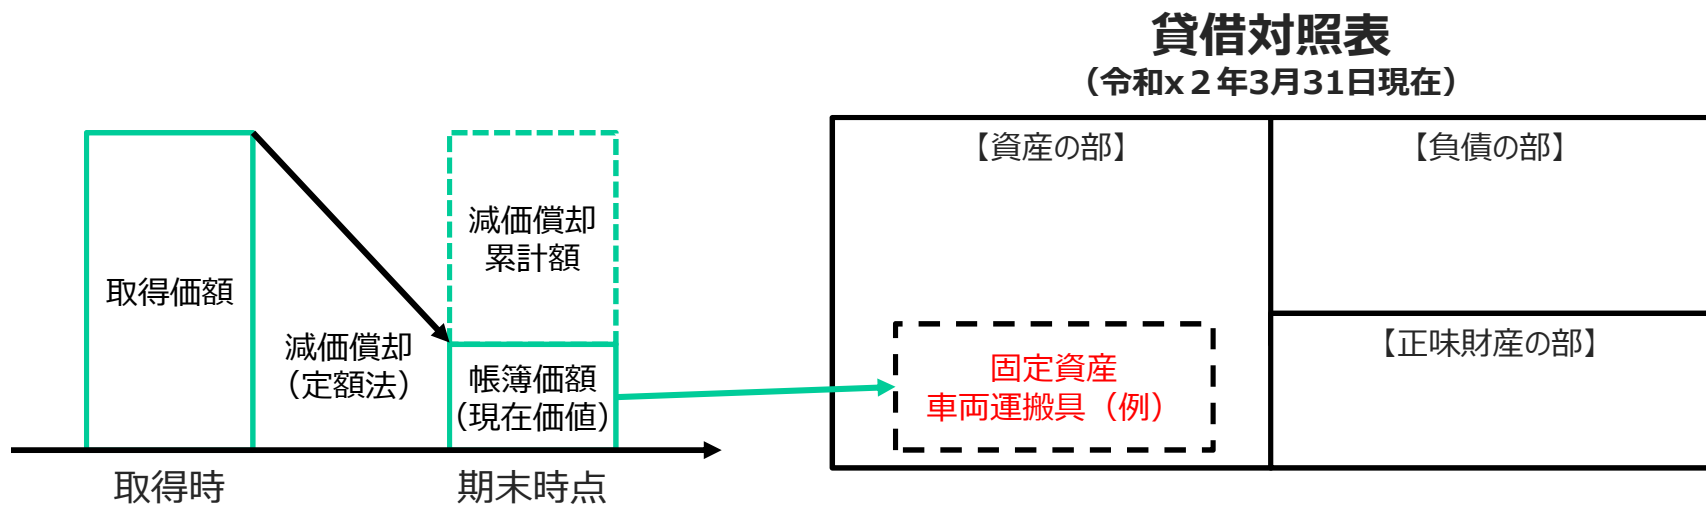 貸借対照表
（令和x２年3月31日現在）
取得価額
減価償却
（定額法）
減価償却
累計額
帳簿価額
（現在価値）
取得時
期末時点
【資産の部】
固定資産
車両運搬具（例）
【負債の部】
【正味財産の部】